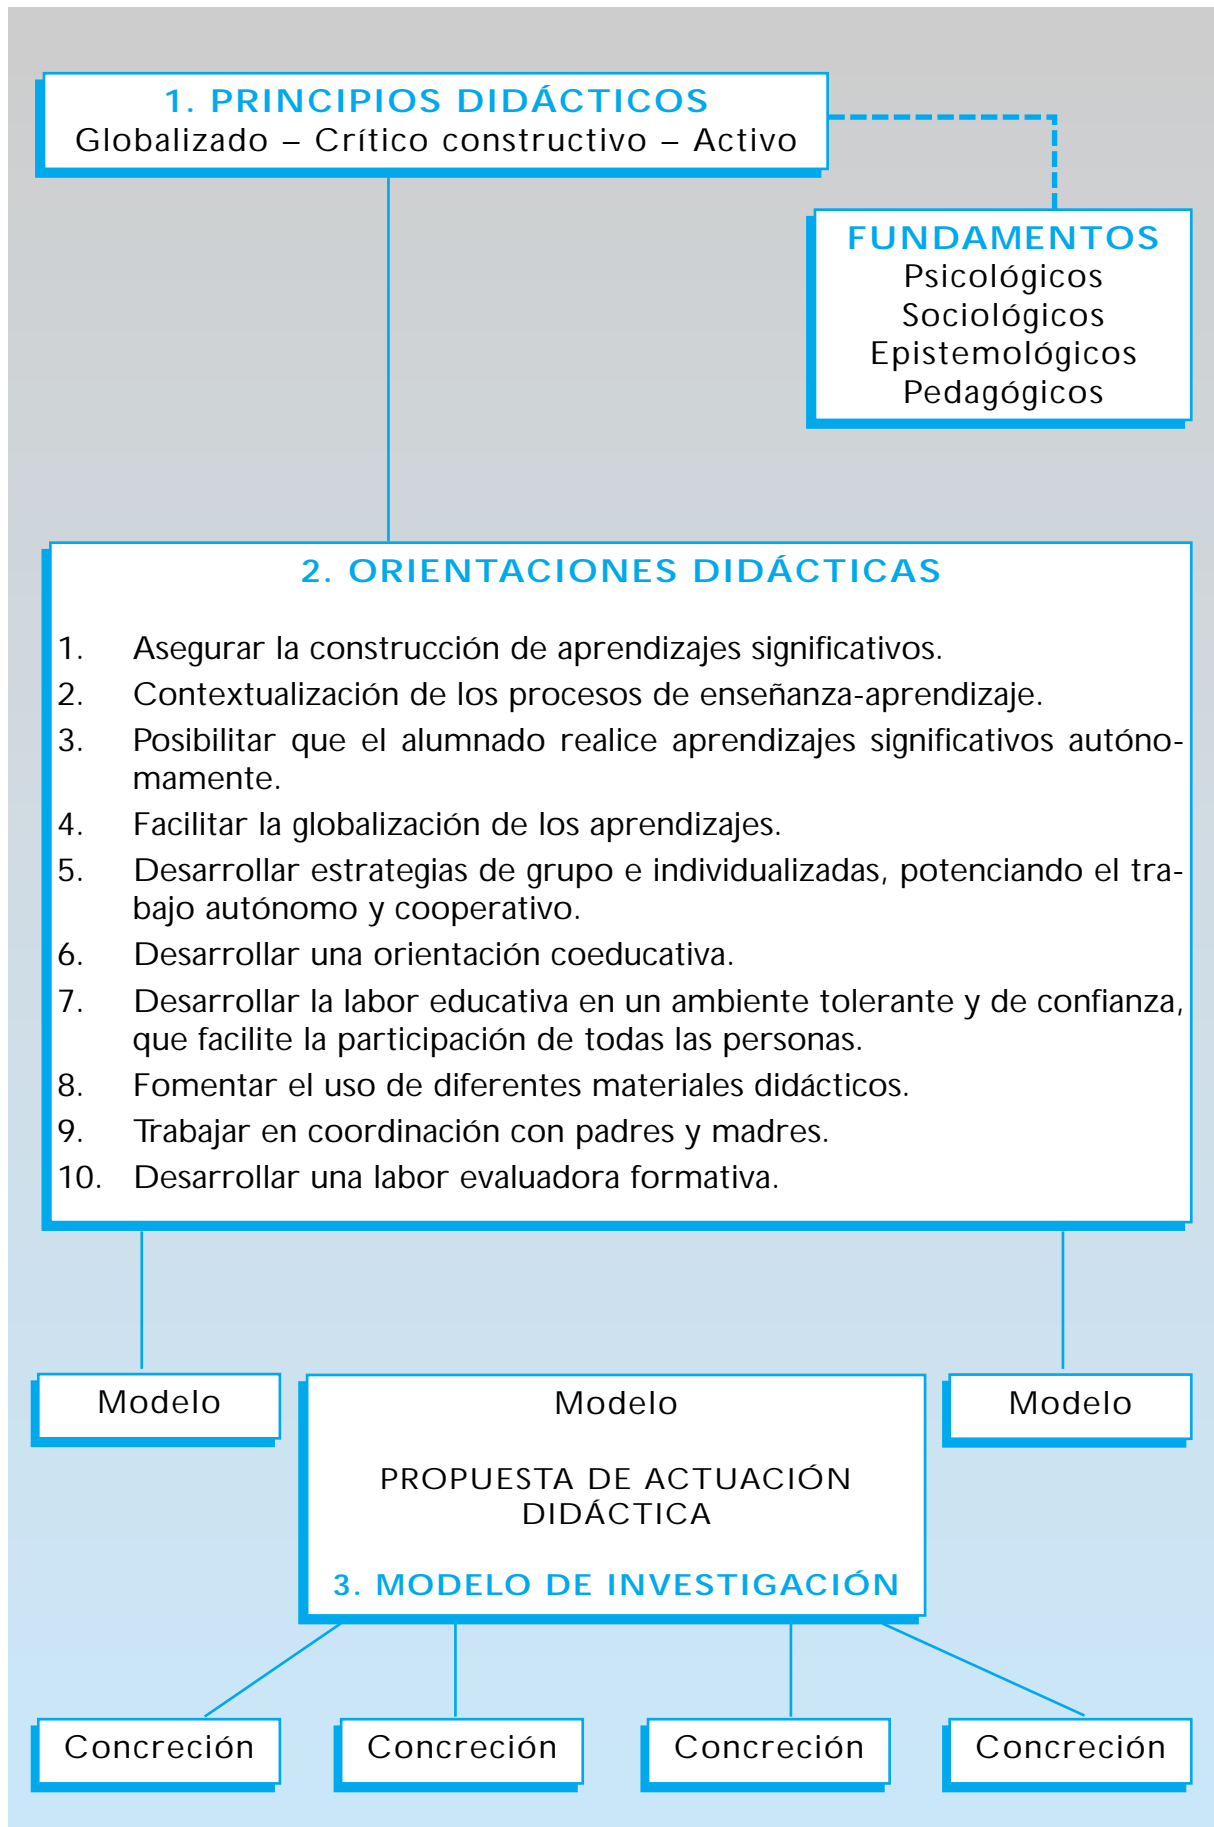 1. PRINCIPIOS DIDÁCTICOS
Globalizado – Crítico constructivo – Activo
FUNDAMENTOS
Psicológicos
Sociológicos
Epistemológicos
Pedagógicos
2. ORIENTACIONES DIDÁCTICAS
1. Asegurar la construcción de aprendizajes significativos.
2. Contextualización de los procesos de enseñanza-aprendizaje.
3. Posibilitar que el alumnado realice aprendizajes significativos autóno-
mamente.
4. Facilitar la globalización de los aprendizajes.
5. Desarrollar estrategias de grupo e individualizadas, potenciando el tra-
bajo autónomo y cooperativo.
6. Desarrollar una orientación coeducativa.
7. Desarrollar la labor educativa en un ambiente tolerante y de confianza,
que facilite la participación de todas las personas.
8. Fomentar el uso de diferentes materiales didácticos.
9. Trabajar en coordinación con padres y madres.
10. Desarrollar una labor evaluadora formativa.
Modelo
Modelo
PROPUESTA DE ACTUACIÓN
DIDÁCTICA
3. MODELO DE INVESTIGACIÓN
Modelo
Concreción
Concreción
Concreción
Concreción